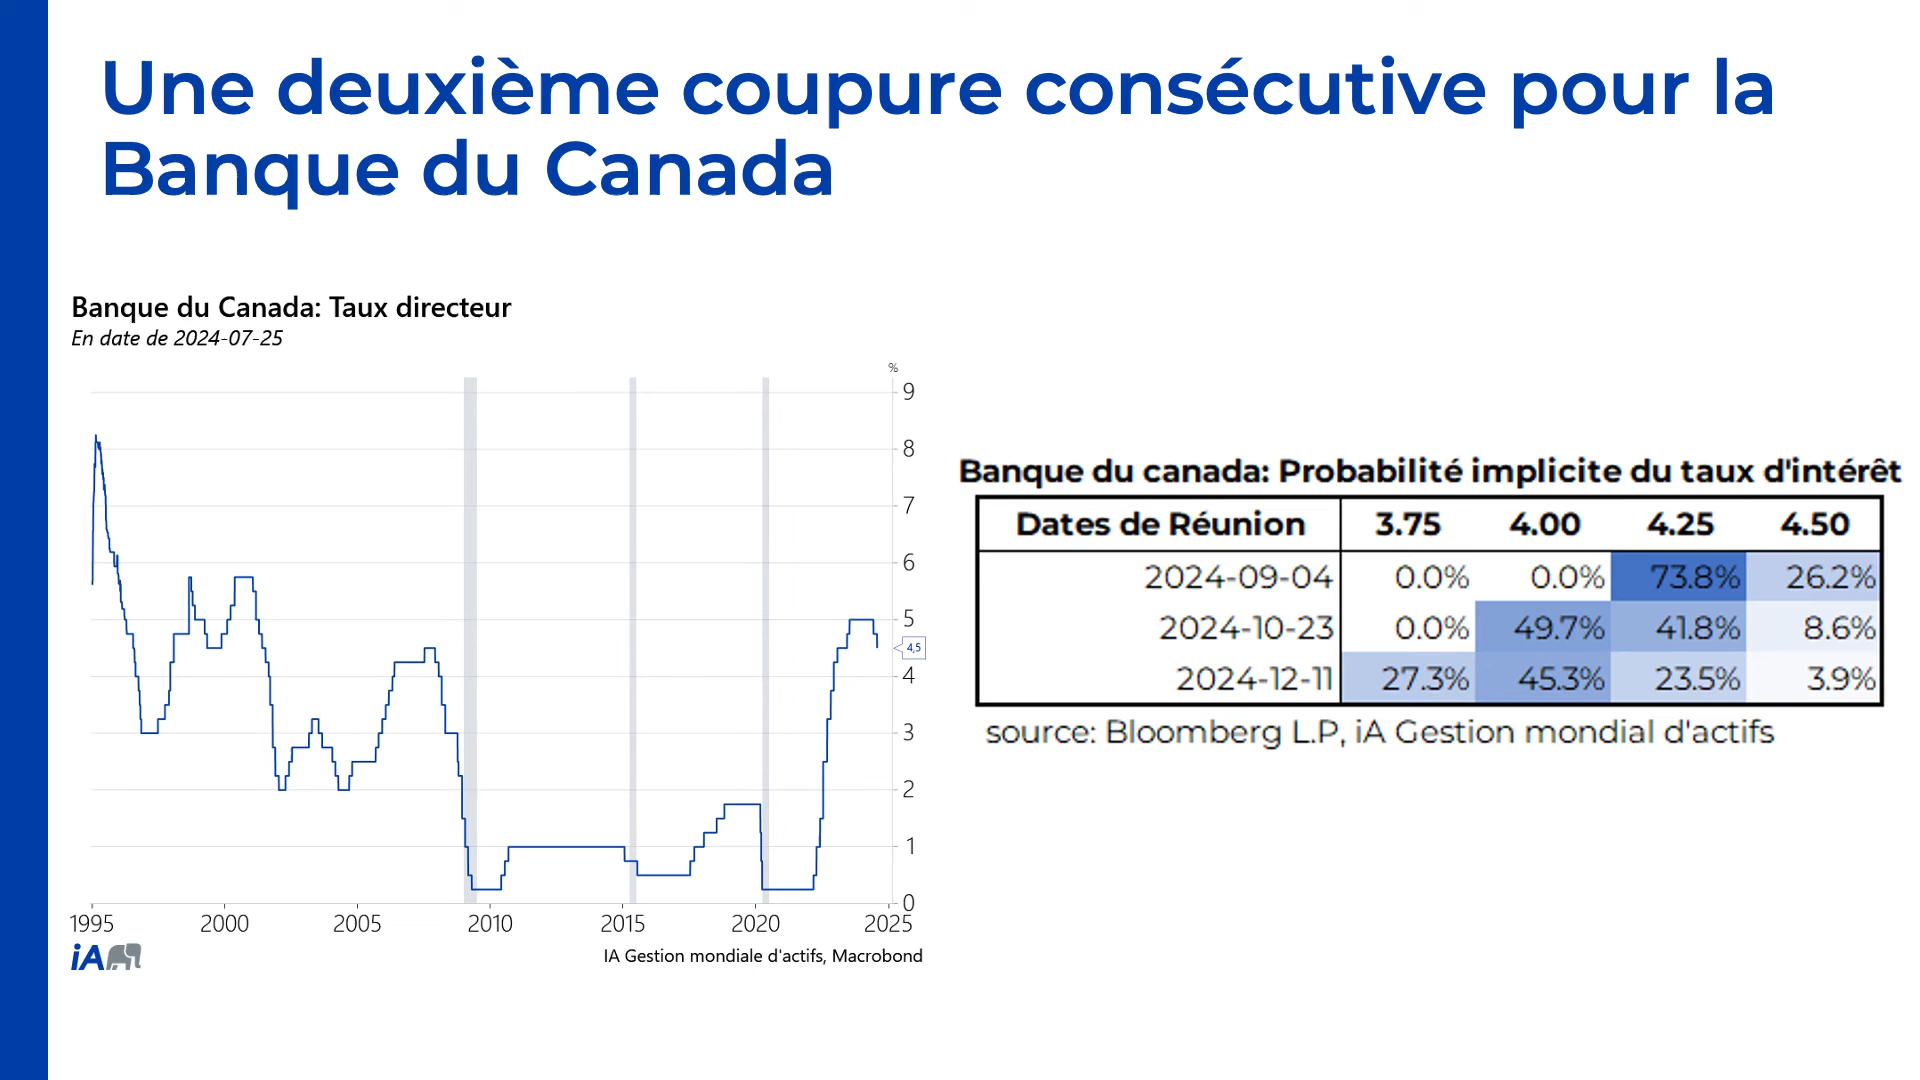 Une deuxième coupure consécutive pour la
Banque du Canada
Banque du Canada: Taux directeur
En date de 2024-07-25
%
9
8
7
6
5
4,5
4
3
2
1
0
1995 2000 2005 2010 2015 2020 2025
iA
IA Gestion mondiale d'actifs, Macrobond
Banque du canada: Probabilité implicite du taux d'intérêt
Dates de Réunion 3.75 4.00 4.25 4.50
2024-09-04 0.0% 0.0% 73.8% 26.2%
2024-10-23 0.0% 49.7% 41.8% 8.6%
2024-12-11 27.3% 45.3% 23.5% 3.9%
source: Bloomberg L.P, iA Gestion mondial d'actifs